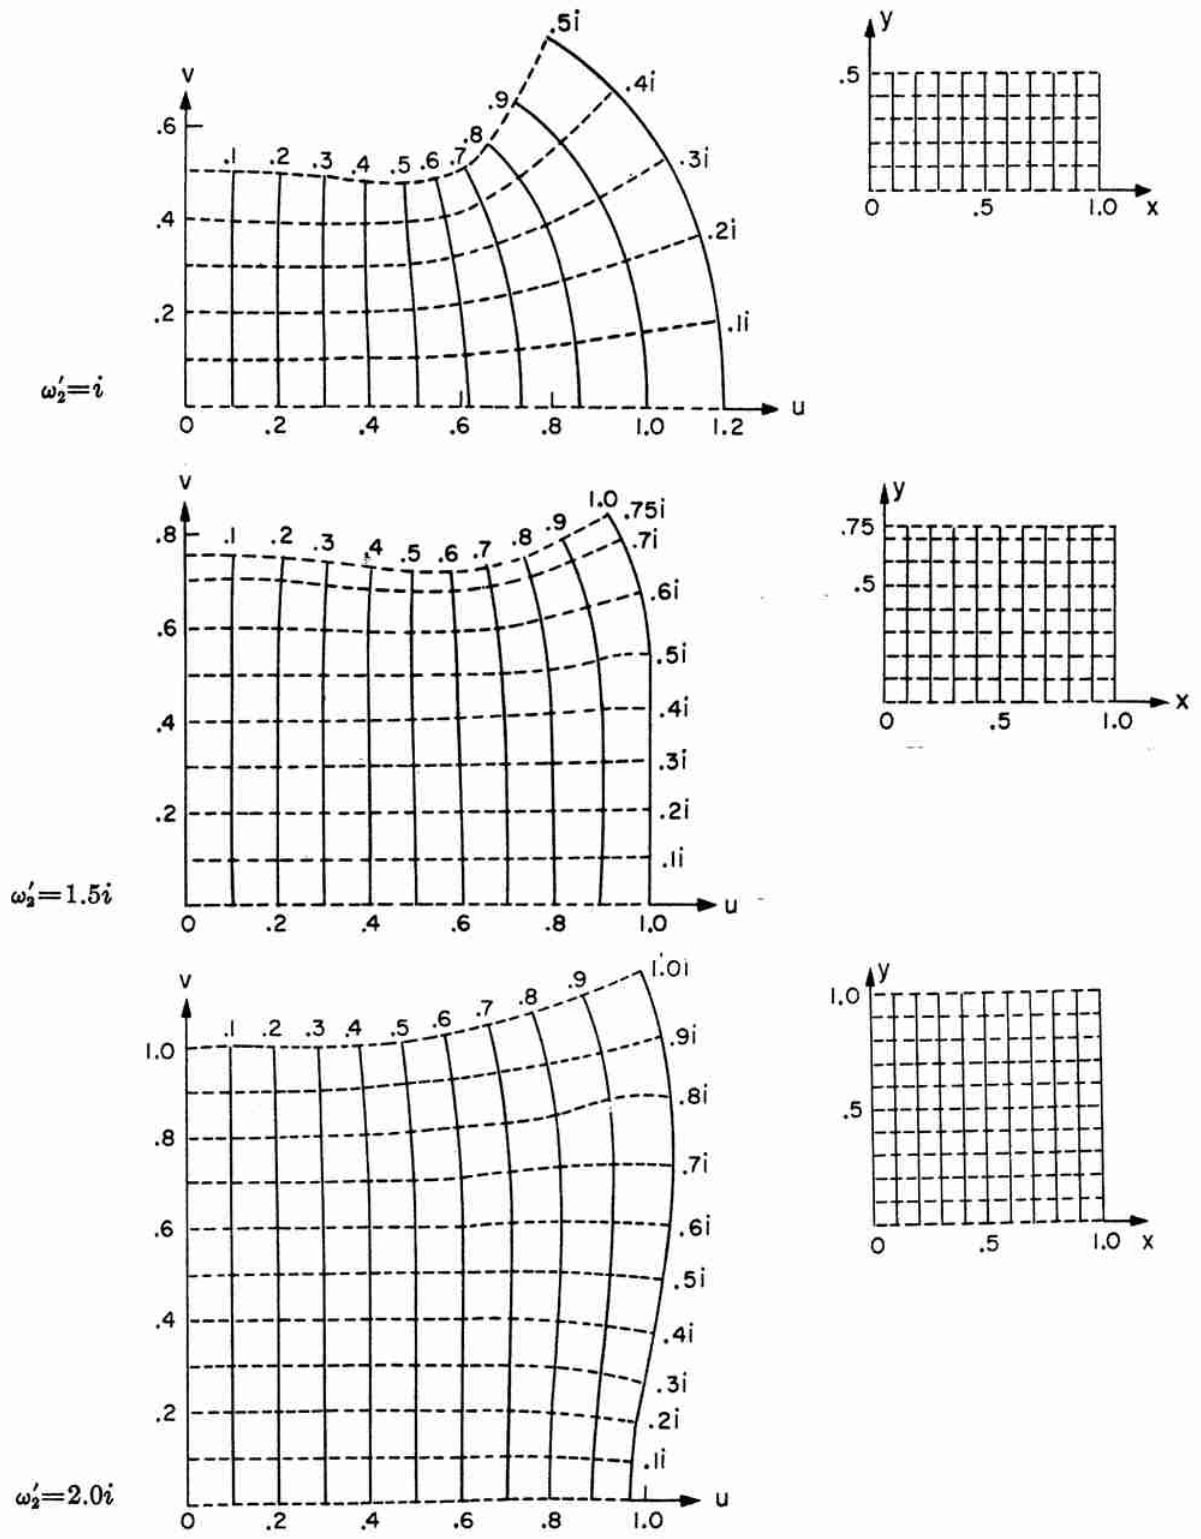 .5i
v
.9
.4i
.6
.8
.1 .2 .3 .4 .5 .6 .7
.3i
.4
.2i
.2
.1i
ω₂′=i
u
0 .2 .4 .6 .8 1.0 1.2
y
.5
0 .5 1.0 x
v
1.0 .75i
.8
.1 .2 .3 .4 .5 .6 .7 .8 .9
.7i
.6
.6i
.5i
.4
.4i
.3i
.2
.2i
.1i
ω₂′=1.5i
u
0 .2 .4 .6 .8 1.0
y
.75
.5
x
0 .5 1.0
v
1.0i
.9
.8
.7
.1 .2 .3 .4 .5 .6
1.0
.9i
.8i
.8
.7i
.6
.6i
.5i
.4
.4i
.3i
.2
.2i
.1i
ω₂′=2.0i
u
0 .2 .4 .6 .8 1.0
y
1.0
.5
0 .5 1.0 x